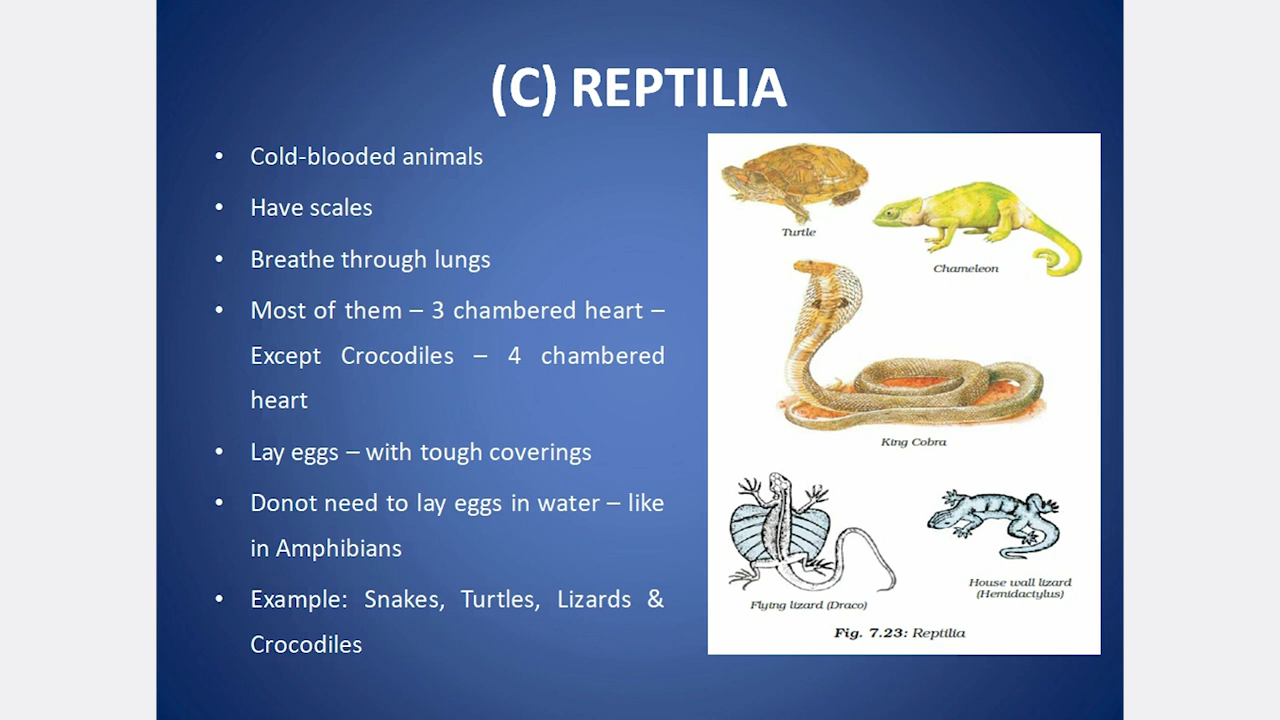 (C) REPTILIA
• Cold-blooded animals
• Have scales
• Breathe through lungs
• Most of them – 3 chambered heart –
Except Crocodiles – 4 chambered
heart
• Lay eggs – with tough coverings
• Donot need to lay eggs in water – like
in Amphibians
• Example: Snakes, Turtles, Lizards &
Crocodiles
Turtle
Chameleon
King Cobra
Flying lizard (Draco)
House wall lizard
(Hemidactylus)
Fig. 7.23: Reptilia